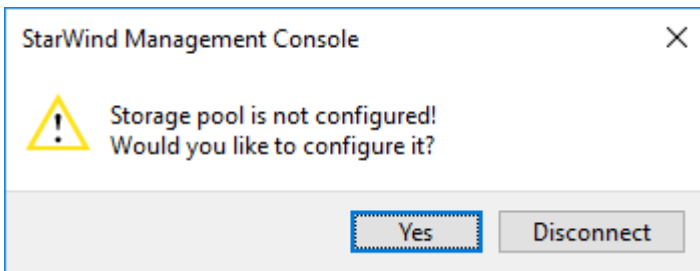 StarWind Management Console
Storage pool is not configured!
Would you like to configure it?
Yes
Disconnect